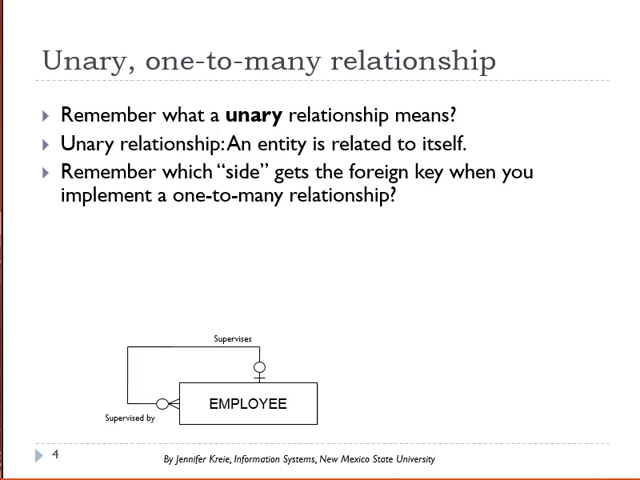 Unary, one-to-many relationship
Remember what a unary relationship means?
Unary relationship: An entity is related to itself.
Remember which “side” gets the foreign key when you
implement a one-to-many relationship?
Supervises
EMPLOYEE
Supervised by
4
By Jennifer Kreie, Information Systems, New Mexico State University